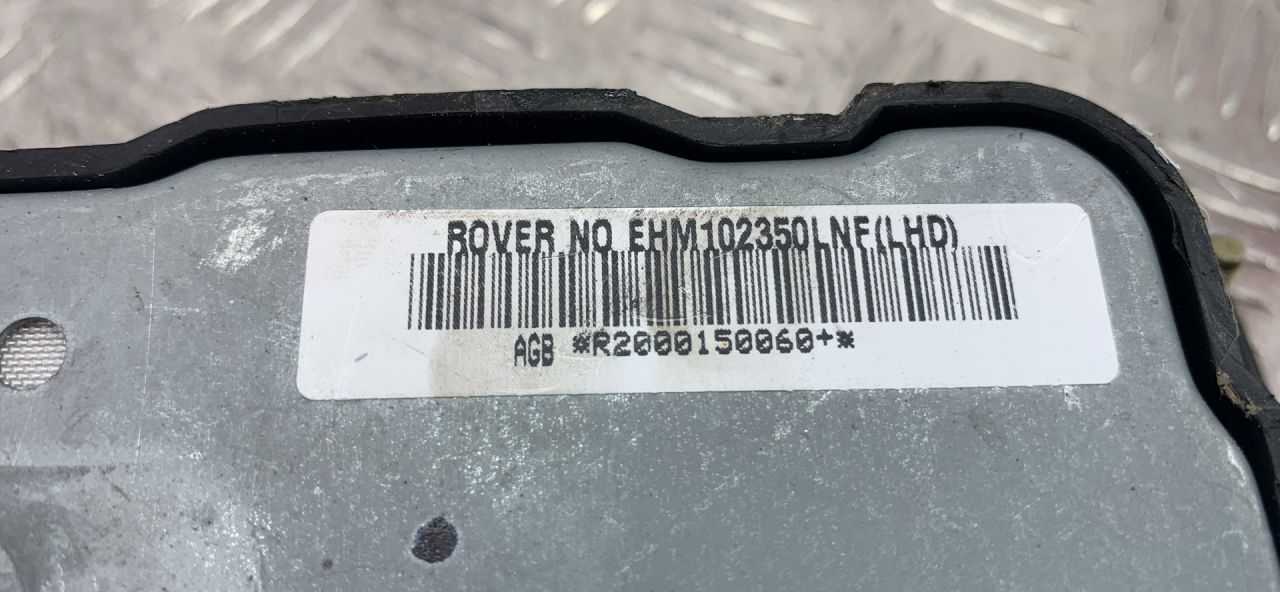 ROVER NO EHM102350LNF(LHD)
AGB *R2000150060+*